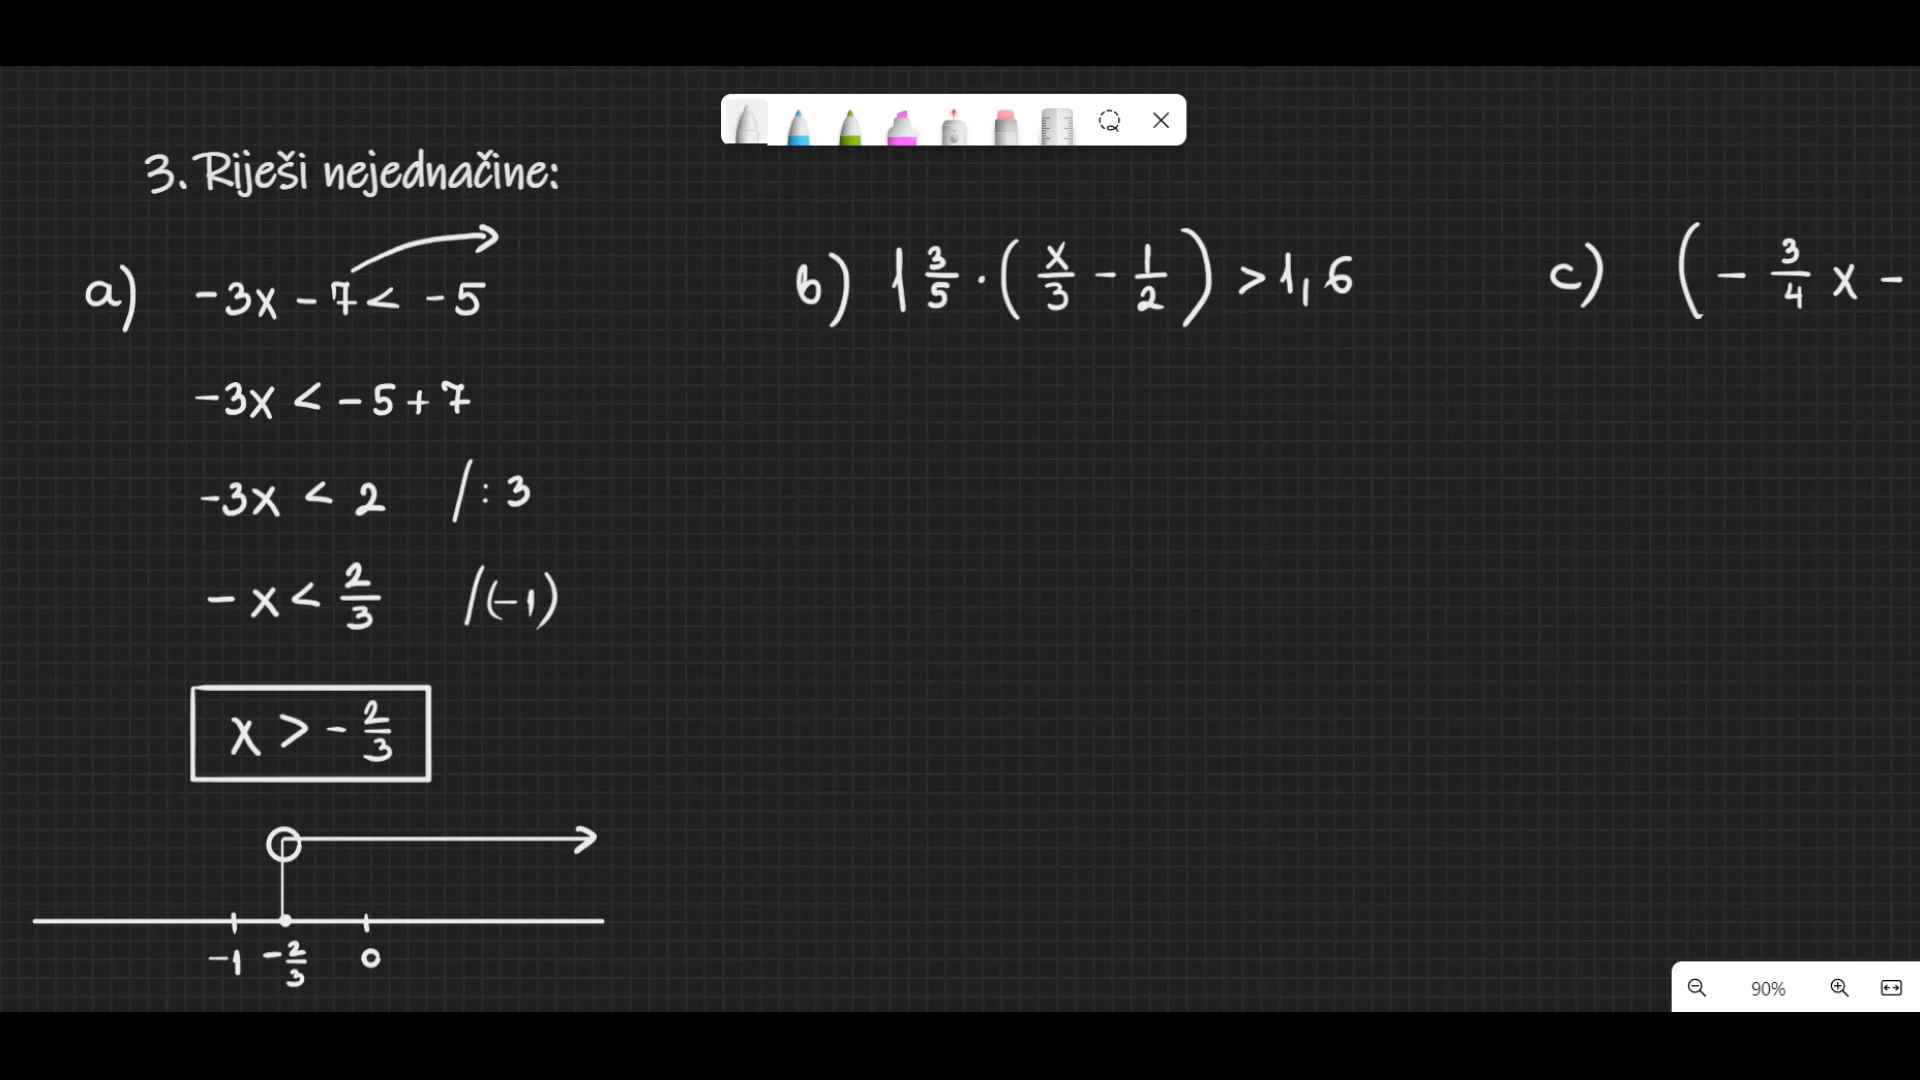 3. Riješi nejednačine:
a) -3x - 7 < -5
-3x < -5 + 7
-3x < 2 / : 3
-x < 2/3 /(-1)
x > - 2/3
-1 -2/3 0
b) 1 3/5 · (x/3 - 1/2) > 1,6
c) (- 3/4 x -
90%